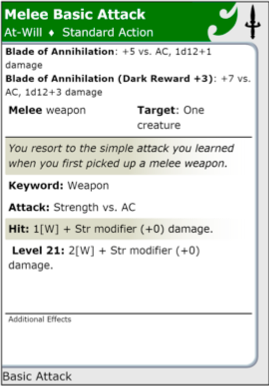 Melee Basic Attack
At-Will ♦ Standard Action
Blade of Annihilation: +5 vs. AC, 1d12+1
damage
Blade of Annihilation (Dark Reward +3): +7 vs.
AC, 1d12+3 damage
Melee weapon Target: One
creature
You resort to the simple attack you learned
when you first picked up a melee weapon.
Keyword: Weapon
Attack: Strength vs. AC
Hit: 1[W] + Str modifier (+0) damage.
Level 21: 2[W] + Str modifier (+0)
damage.
Additional Effects
Basic Attack